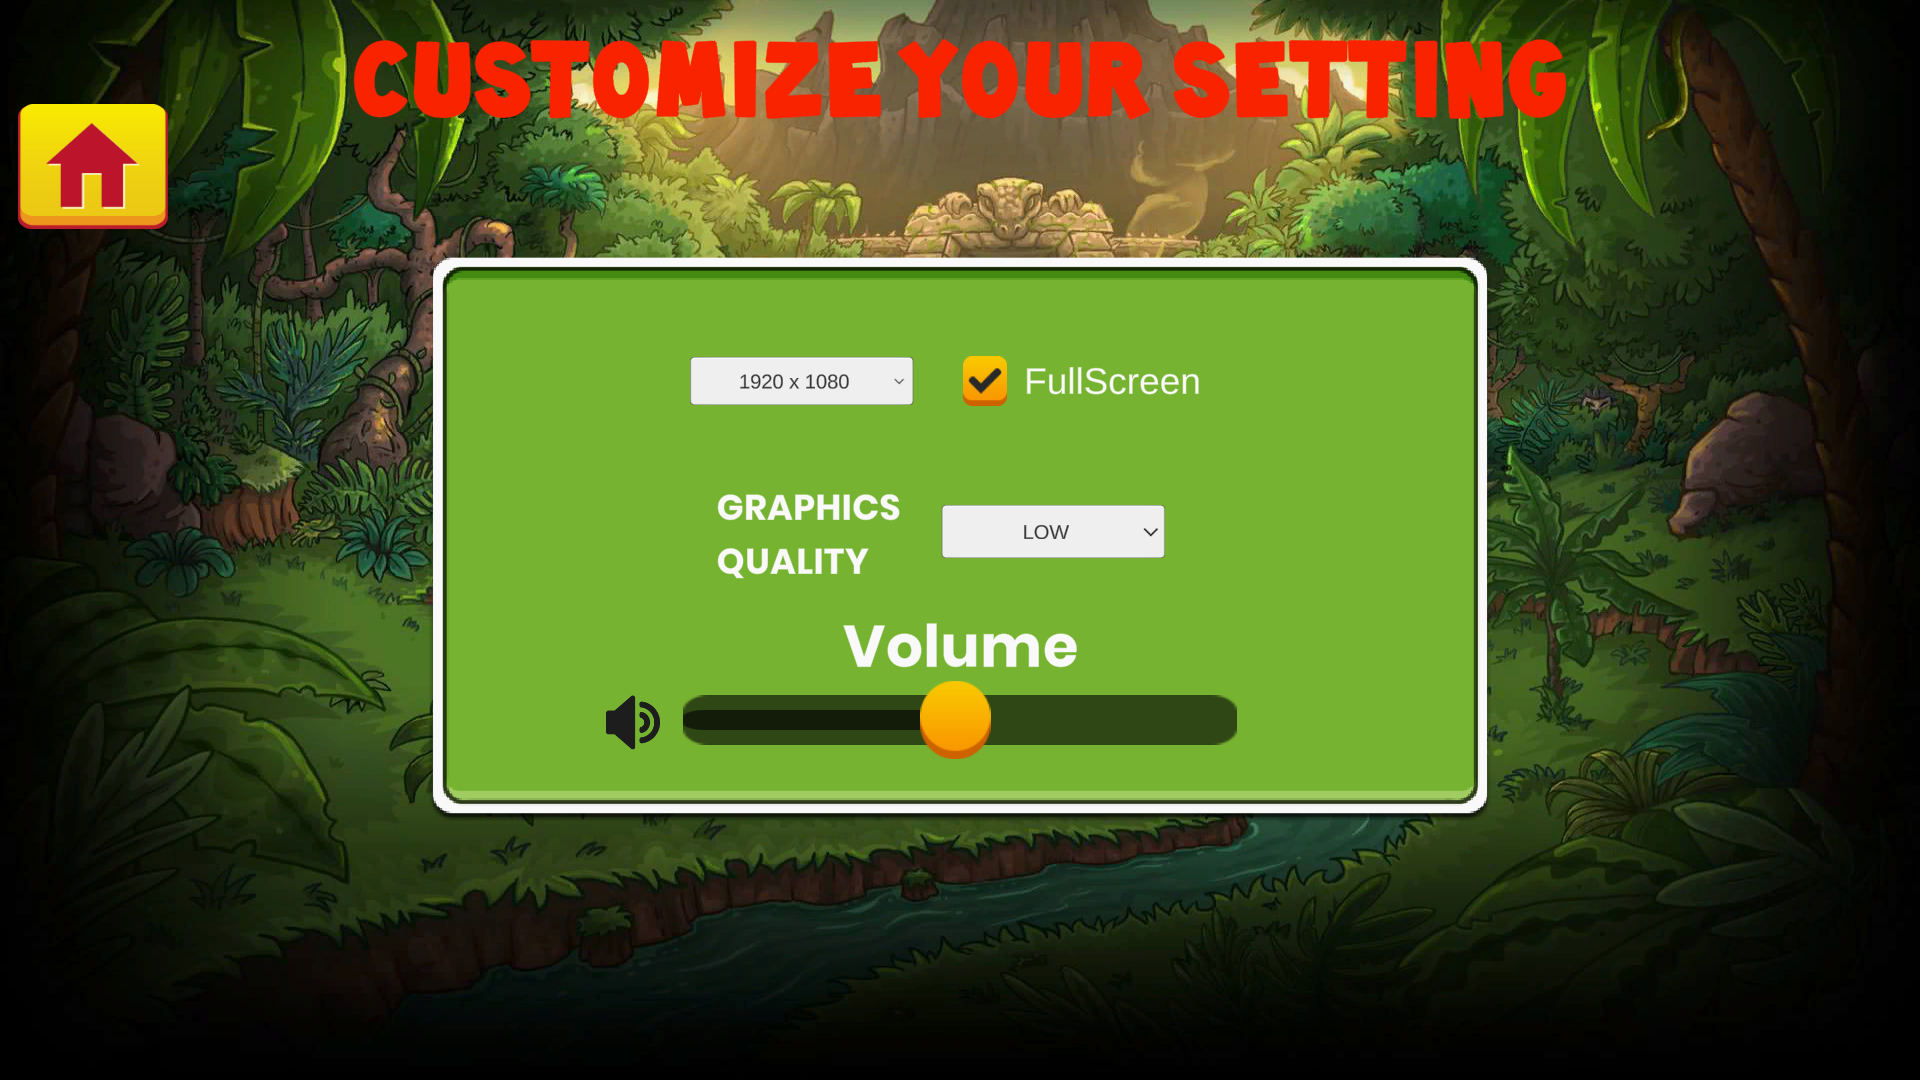 CUSTOMIZE YOUR SETTING
1920 x 1080
FullScreen
GRAPHICS
QUALITY
LOW
Volume